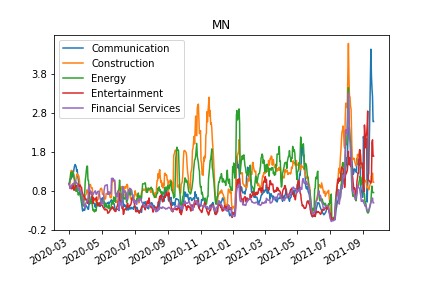 MN
Communication
Construction
Energy
Entertainment
Financial Services
3.8
2.8
1.8
0.8
-0.2
2020-03
2020-05
2020-07
2020-09
2020-11
2021-01
2021-03
2021-05
2021-07
2021-09